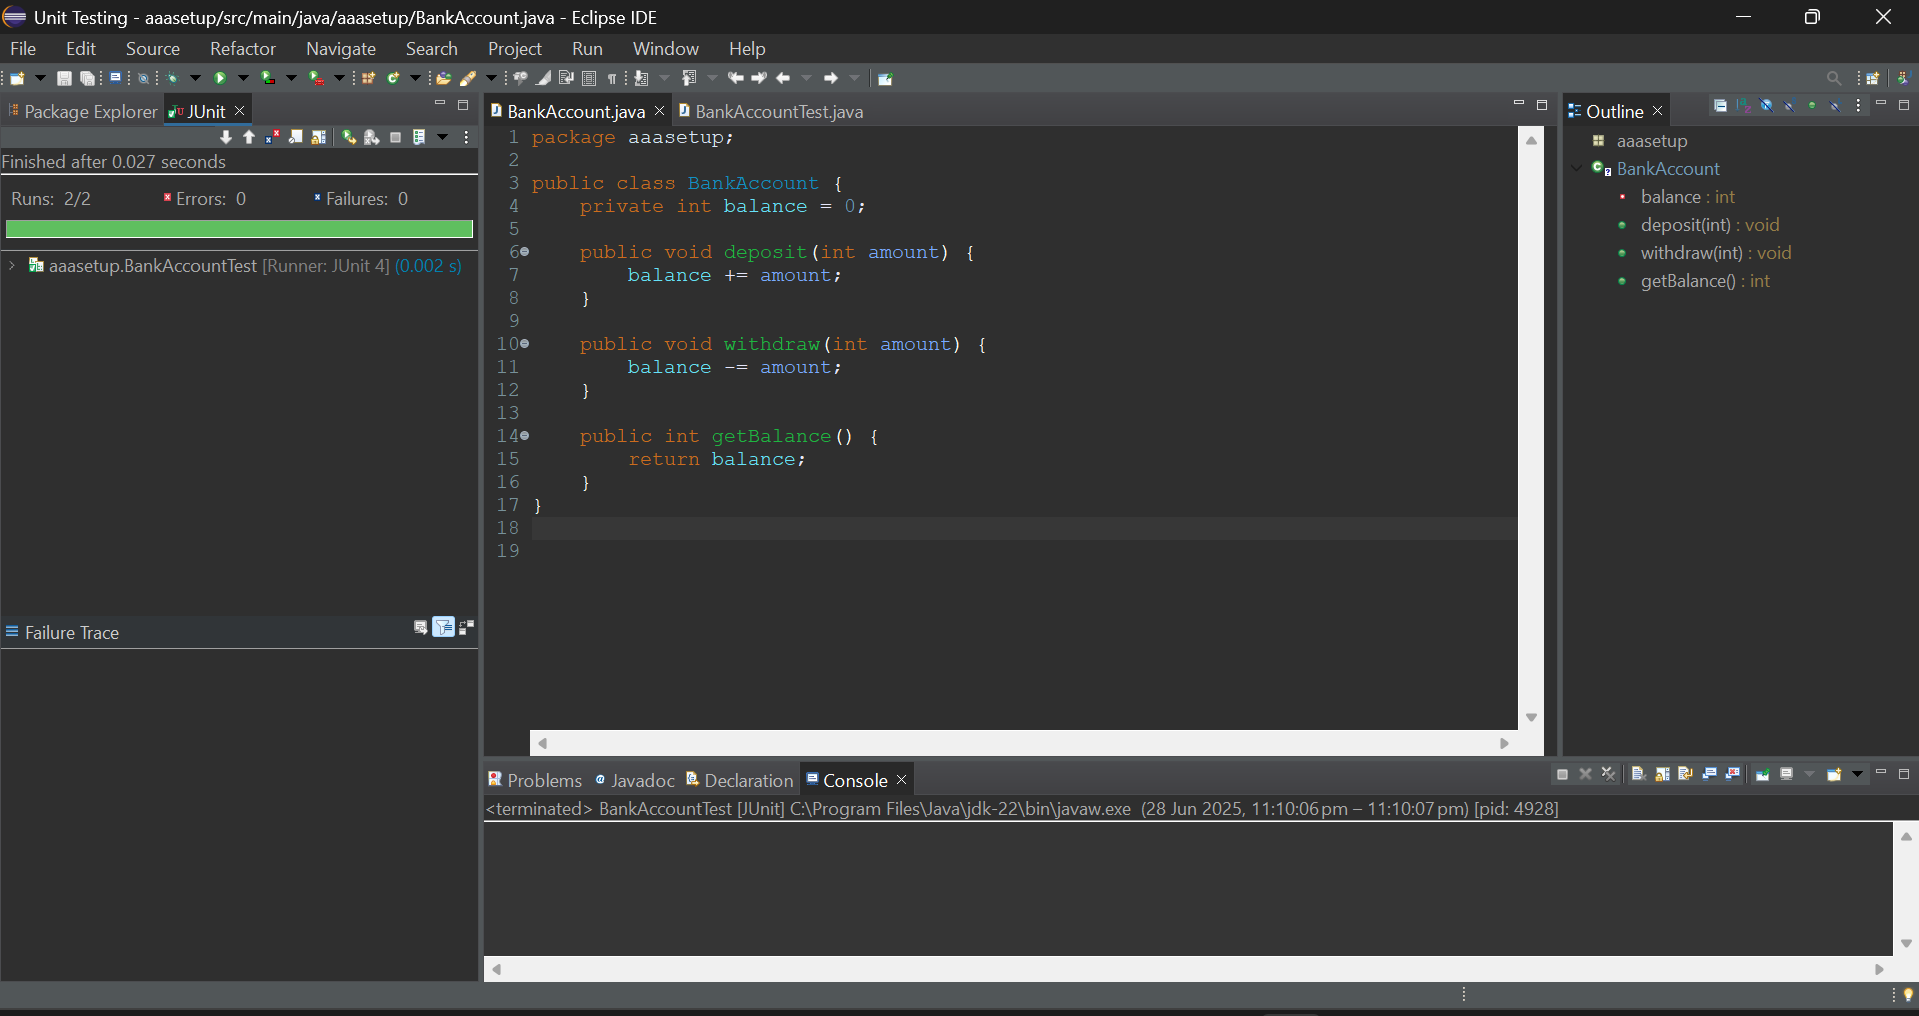 Unit Testing - aaasetup/src/main/java/aaasetup/BankAccount.java - Eclipse IDE
File Edit Source Refactor Navigate Search Project Run Window Help
Package Explorer JUnit
Finished after 0.027 seconds
Runs: 2/2 Errors: 0 Failures: 0
aaasetup.BankAccountTest [Runner: JUnit 4] (0.002 s)
Failure Trace
BankAccount.java BankAccountTest.java
1 package aaasetup;
2
3 public class BankAccount {
4     private int balance = 0;
5
6     public void deposit(int amount) {
7         balance += amount;
8     }
9
10     public void withdraw(int amount) {
11         balance -= amount;
12     }
13
14     public int getBalance() {
15         return balance;
16     }
17 }
18
19
Outline
aaasetup
BankAccount
balance : int
deposit(int) : void
withdraw(int) : void
getBalance() : int
Problems Javadoc Declaration Console
<terminated> BankAccountTest [JUnit] C:\Program Files\Java\jdk-22\bin\javaw.exe (28 Jun 2025, 11:10:06 pm – 11:10:07 pm) [pid: 4928]